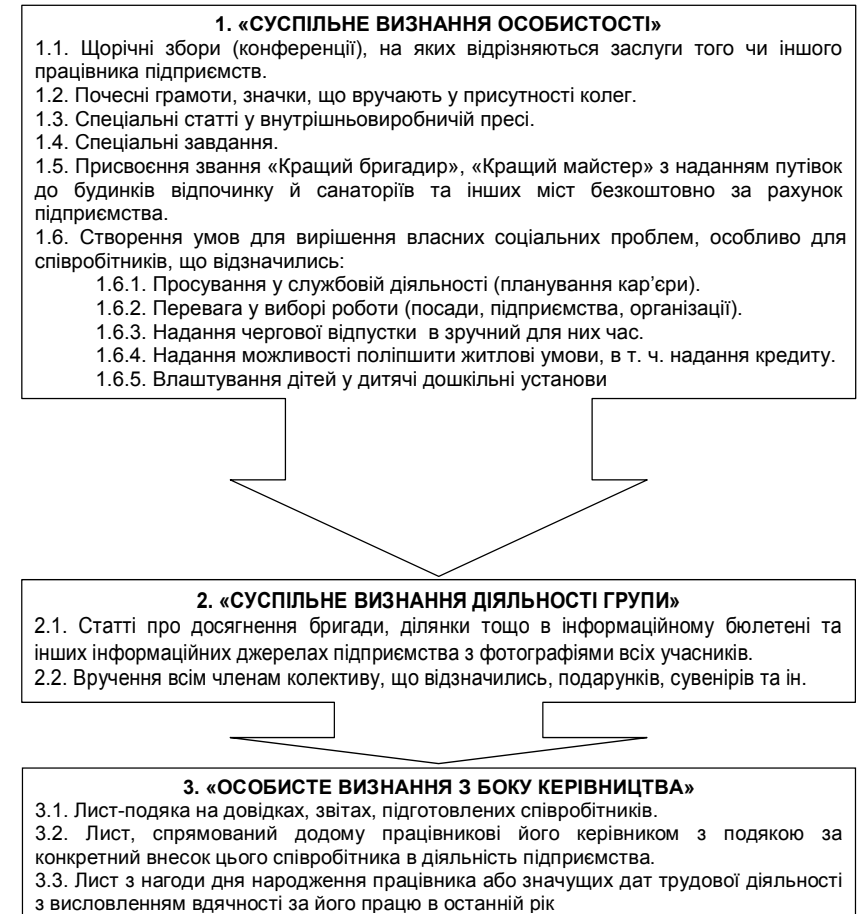 1. «СУСПІЛЬНЕ ВИЗНАННЯ ОСОБИСТОСТІ»
1.1. Щорічні збори (конференції), на яких відрізняються заслуги того чи іншого
працівника підприємств.
1.2. Почесні грамоти, значки, що вручають у присутності колег.
1.3. Спеціальні статті у внутрішньовиробничій пресі.
1.4. Спеціальні завдання.
1.5. Присвоєння звання «Кращий бригадир», «Кращий майстер» з наданням путівок
до будинків відпочинку й санаторіїв та інших міст безкоштовно за рахунок
підприємства.
1.6. Створення умов для вирішення власних соціальних проблем, особливо для
співробітників, що відзначились:
1.6.1. Просування у службовій діяльності (планування кар’єри).
1.6.2. Перевага у виборі роботи (посади, підприємства, організації).
1.6.3. Надання чергової відпустки в зручний для них час.
1.6.4. Надання можливості поліпшити житлові умови, в т. ч. надання кредиту.
1.6.5. Влаштування дітей у дитячі дошкільні установи
2. «СУСПІЛЬНЕ ВИЗНАННЯ ДІЯЛЬНОСТІ ГРУПИ»
2.1. Статті про досягнення бригади, ділянки тощо в інформаційному бюлетені та
інших інформаційних джерелах підприємства з фотографіями всіх учасників.
2.2. Вручення всім членам колективу, що відзначились, подарунків, сувенірів та ін.
3. «ОСОБИСТЕ ВИЗНАННЯ З БОКУ КЕРІВНИЦТВА»
3.1. Лист-подяка на довідках, звітах, підготовлених співробітників.
3.2. Лист, спрямований додому працівникові його керівником з подякою за
конкретний внесок цього співробітника в діяльність підприємства.
3.3. Лист з нагоди дня народження працівника або значущих дат трудової діяльності
з висловленням вдячності за його працю в останній рік